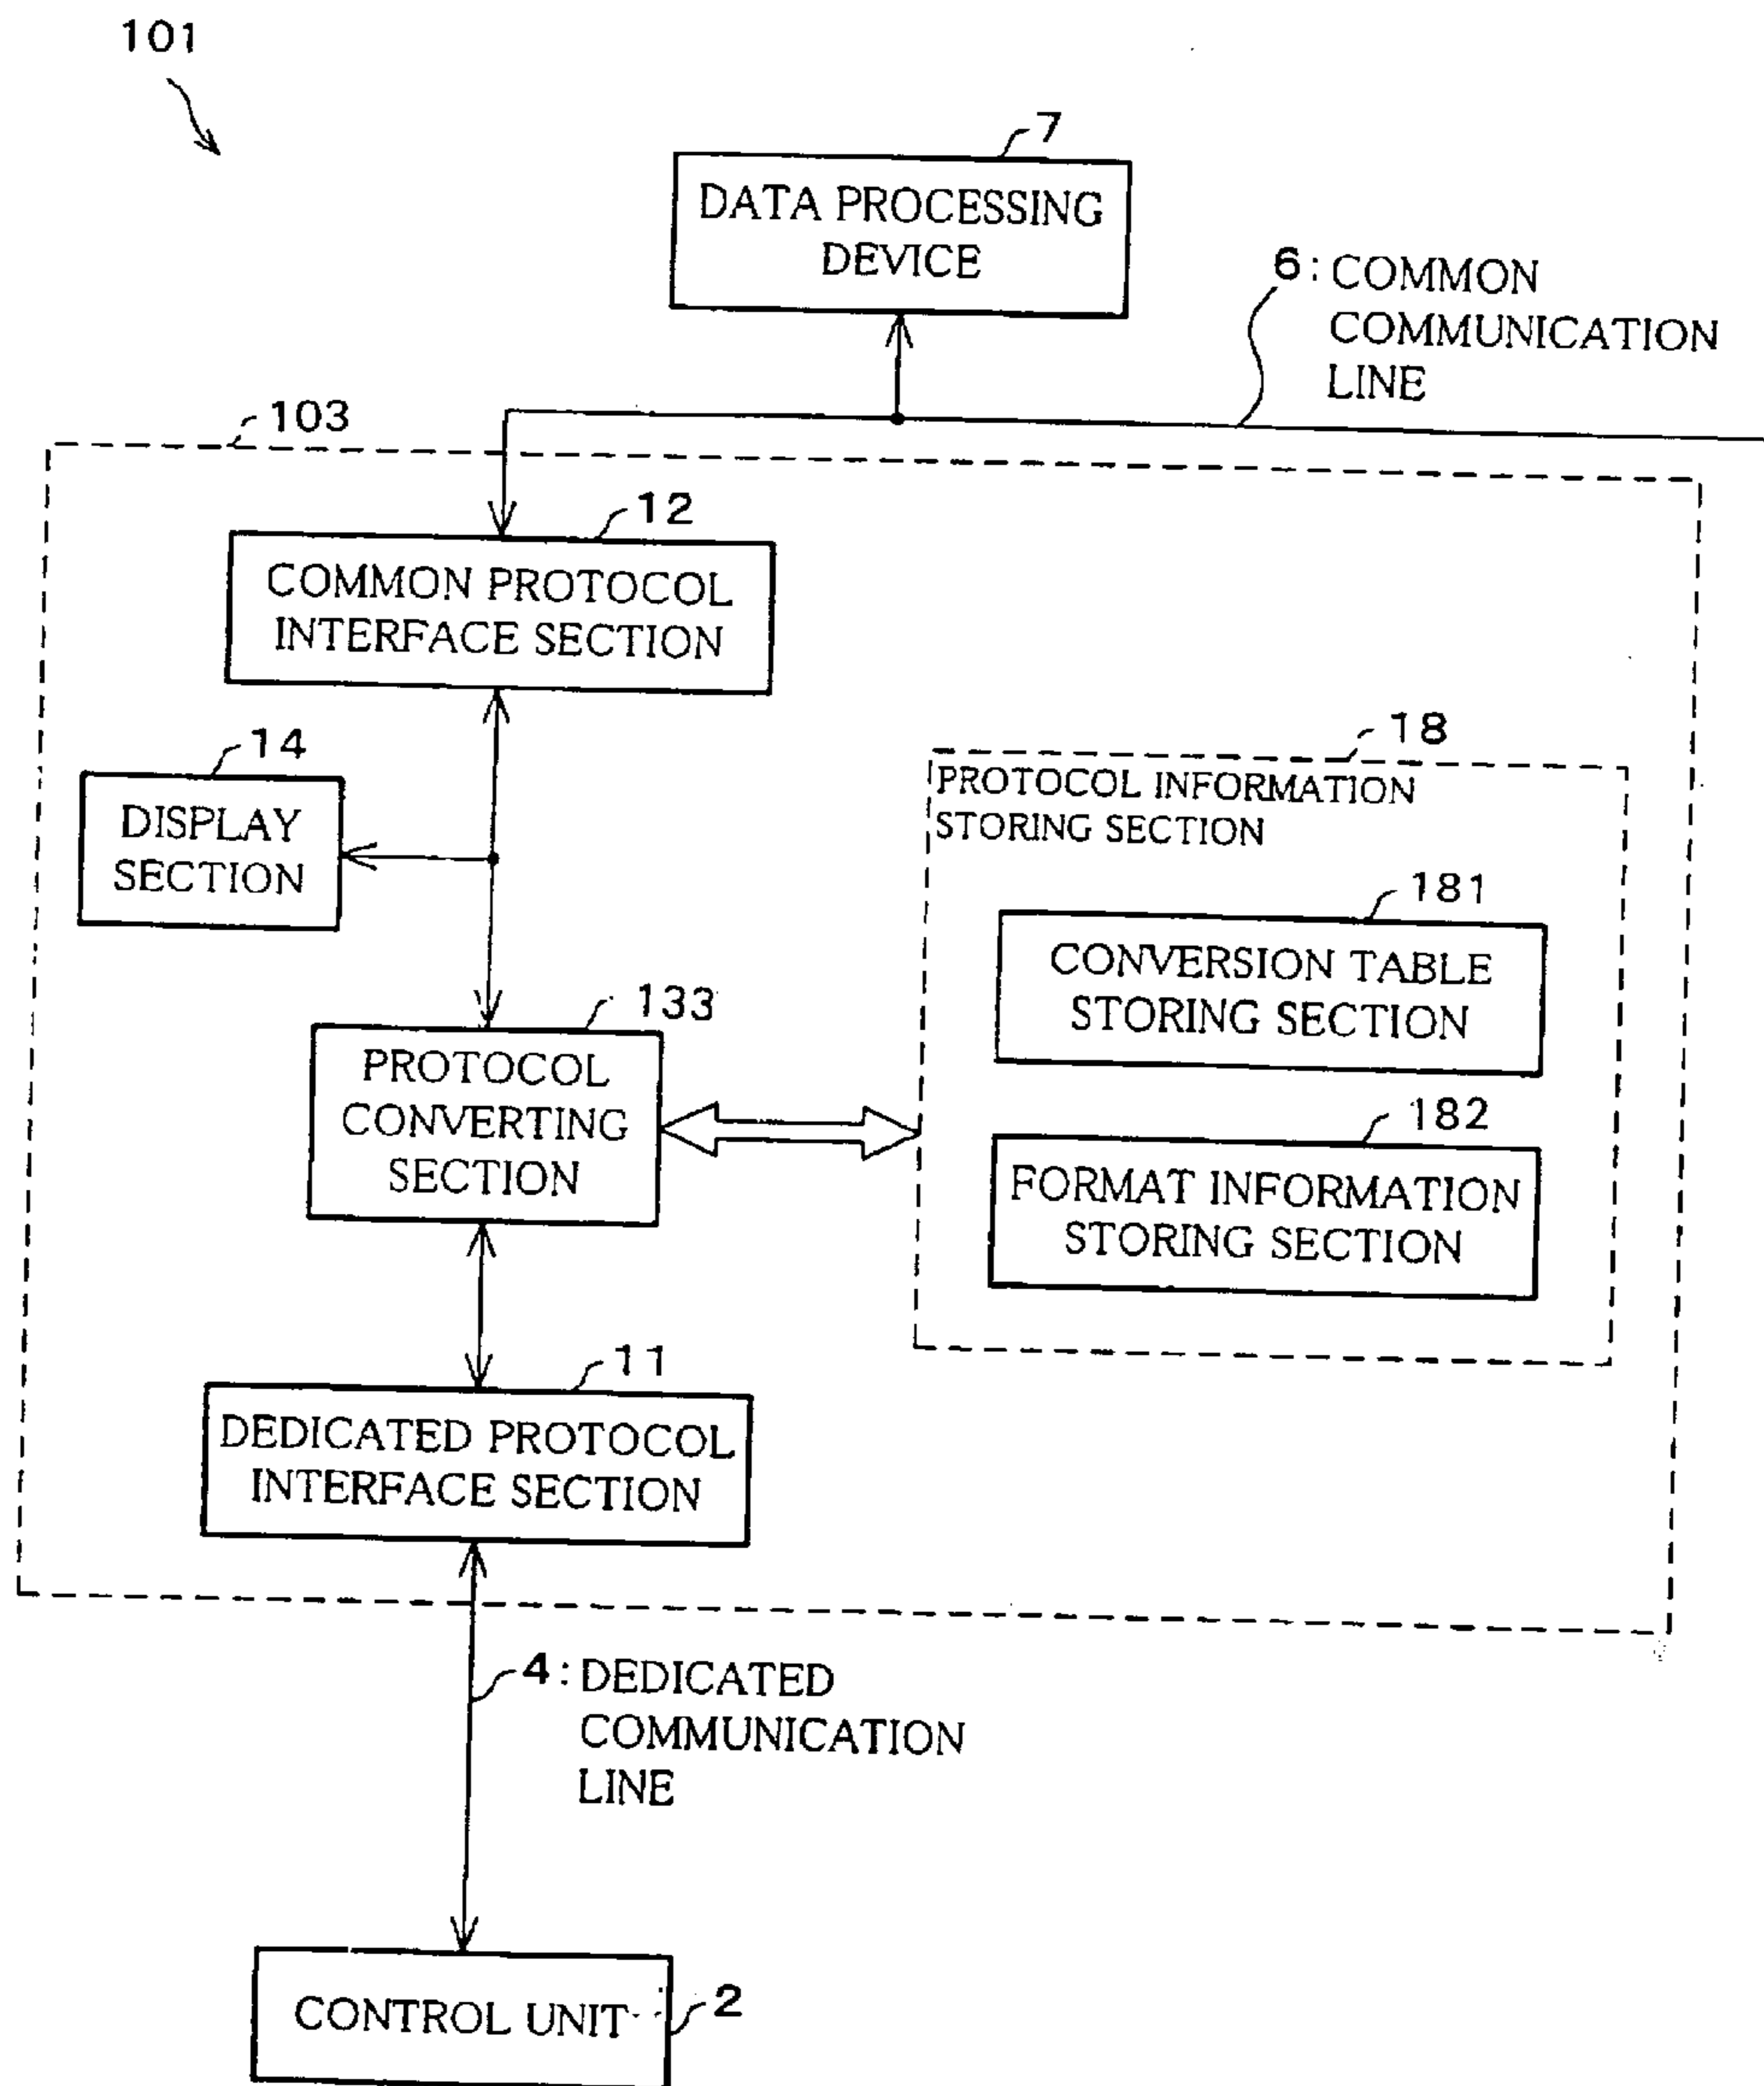 101
7
DATA PROCESSING
DEVICE
6: COMMON
COMMUNICATION
LINE
103
12
COMMON PROTOCOL
INTERFACE SECTION
14
DISPLAY
SECTION
18
PROTOCOL INFORMATION
STORING SECTION
181
CONVERSION TABLE
STORING SECTION
133
PROTOCOL
CONVERTING
SECTION
182
FORMAT INFORMATION
STORING SECTION
11
DEDICATED PROTOCOL
INTERFACE SECTION
4: DEDICATED
COMMUNICATION
LINE
CONTROL UNIT
2